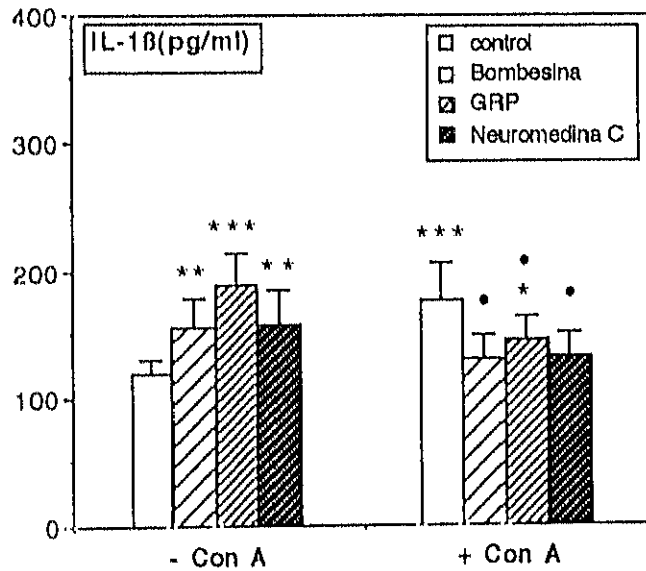 400
IL-1ß(pg/ml)
control
Bombesina
GRP
Neuromedina C
300
200
100
0
***
**
**
***
•
•
*
•
- Con A
+ Con A